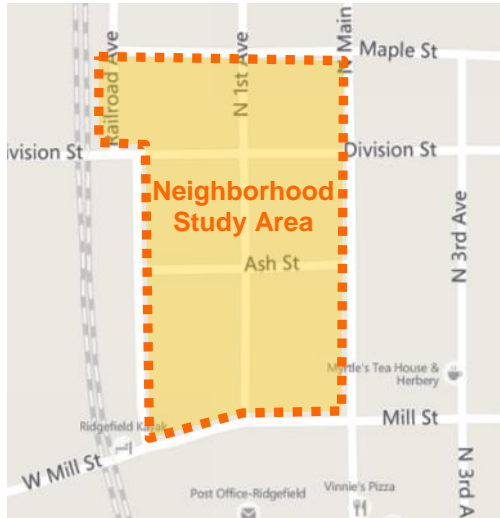 Railroad Ave
N 1st Ave
N Main
Maple St
ivision St
Division St
Neighborhood
Study Area
N 3rd Ave
Ash St
Myrtle's Tea House &
Herbery
Ridgefield Kayak
Mill St
W Mill St
N 3rd A
Post Office-Ridgefield
Vinnie's Pizza